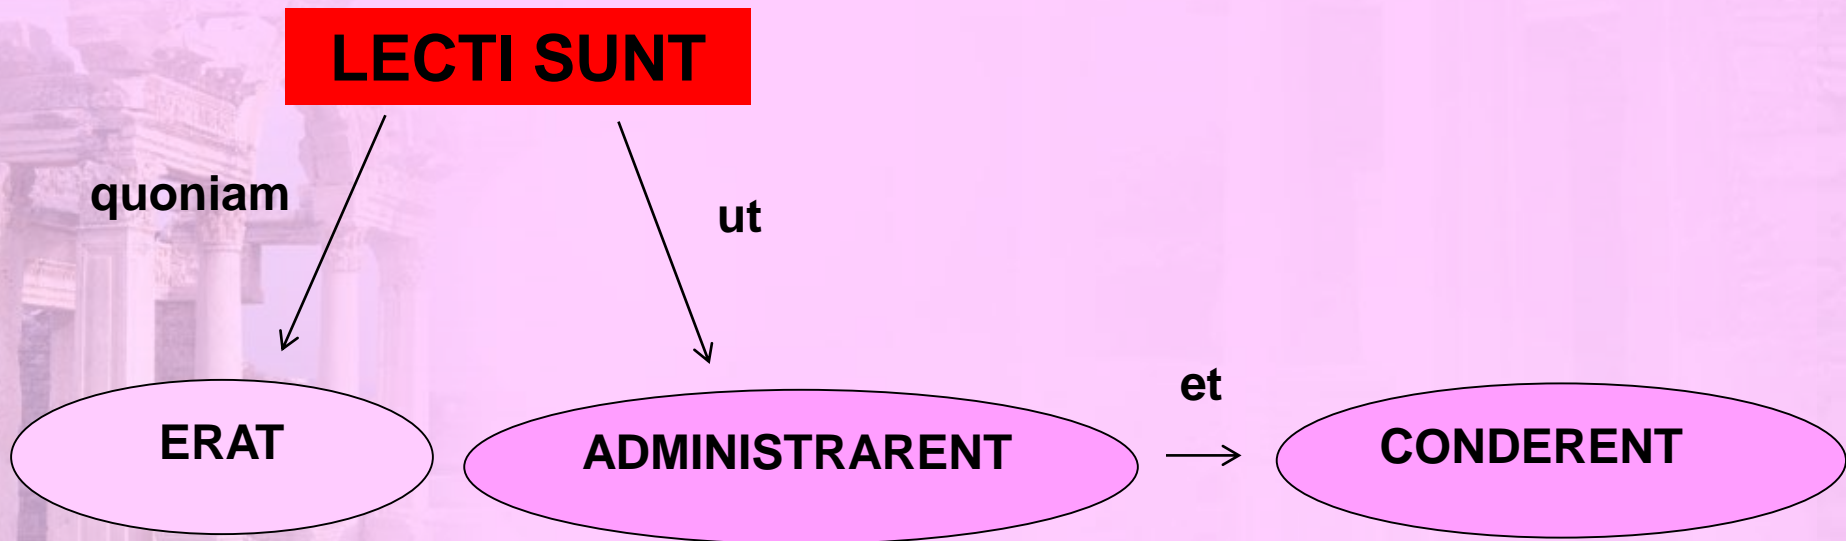 LECTI SUNT
quoniam
ut
et
ERAT
ADMINISTRARENT
CONDERENT